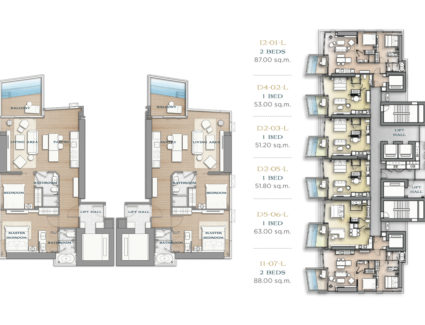 BALCONY
LIVING AREA
BATHROOM
BEDROOM
LIFT HALL
MASTER
BEDROOM
BATHROOM
BALCONY
LIVING AREA
BATHROOM
BEDROOM
LIFT HALL
MASTER
BEDROOM
BATHROOM
12-01-L
2 BEDS
87.00 sq.m.
D4-02-L
1 BED
53.00 sq.m.
D2-03-L
1 BED
51.20 sq.m.
D2-05-L
1 BED
51.80 sq.m.
D5-06-L
1 BED
63.00 sq.m.
11-07-L
2 BEDS
88.00 sq.m.
LIFT
HALL
LIFT
HALL